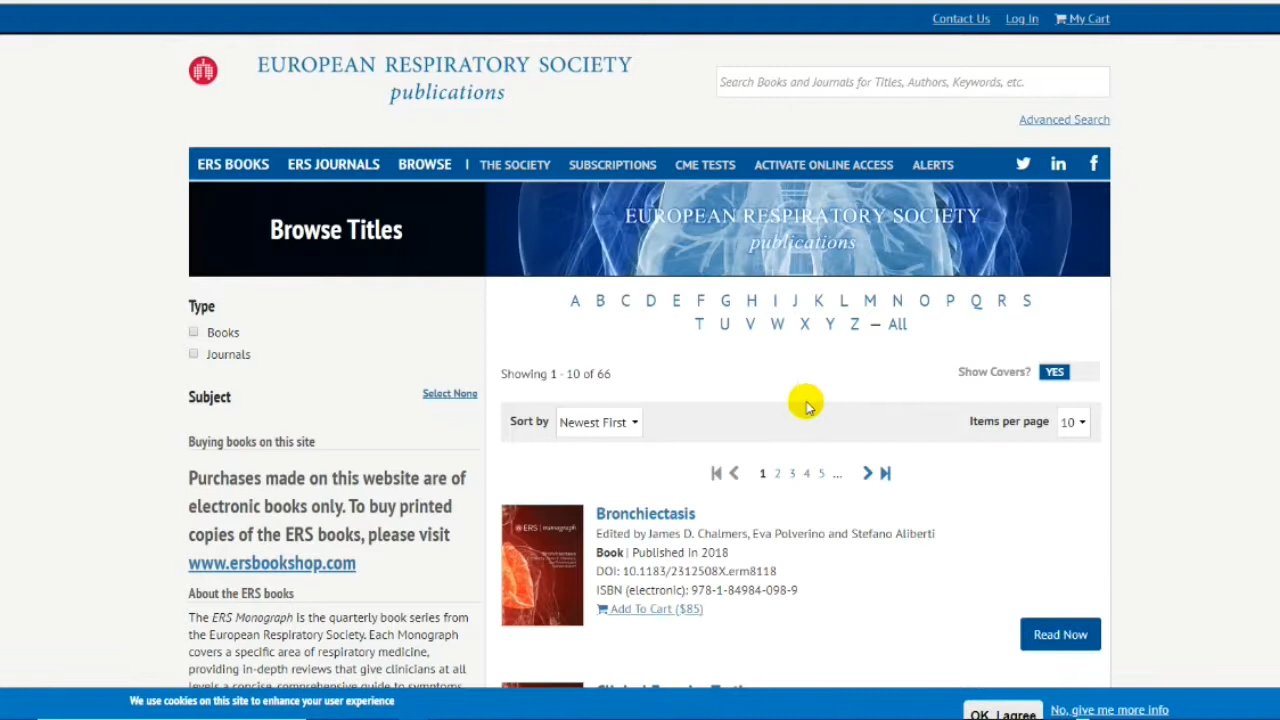 Contact Us Log In My Cart
EUROPEAN RESPIRATORY SOCIETY
publications
Search Books and Journals for Titles, Authors, Keywords, etc.
Advanced Search
ERS BOOKS ERS JOURNALS BROWSE | THE SOCIETY SUBSCRIPTIONS CME TESTS ACTIVATE ONLINE ACCESS ALERTS
Browse Titles
EUROPEAN RESPIRATORY SOCIETY
publications
Type
Books
Journals
Subject Select None
Buying books on this site
Purchases made on this website are of
electronic books only. To buy printed
copies of the ERS books, please visit
www.ersbookshop.com
About the ERS books
The ERS Monograph is the quarterly book series from
the European Respiratory Society. Each Monograph
covers a specific area of respiratory medicine,
providing in-depth reviews that give clinicians at all
levels a concise, comprehensive guide to symptoms,
A B C D E F G H I J K L M N O P Q R S
T U V W X Y Z — All
Showing 1 - 10 of 66
Show Covers? YES
Sort by Newest First Items per page 10
1 2 3 4 5 ...
ERS monograph
Bronchiectasis
Edited by James D. Chalmers, Eva Polverino and Stefano Aliberti
Book | Published in 2018
DOI: 10.1183/2312508X.erm8118
ISBN (electronic): 978-1-84984-098-9
Add To Cart ($85)
Read Now
We use cookies on this site to enhance your user experience
OK, I agree No, give me more info